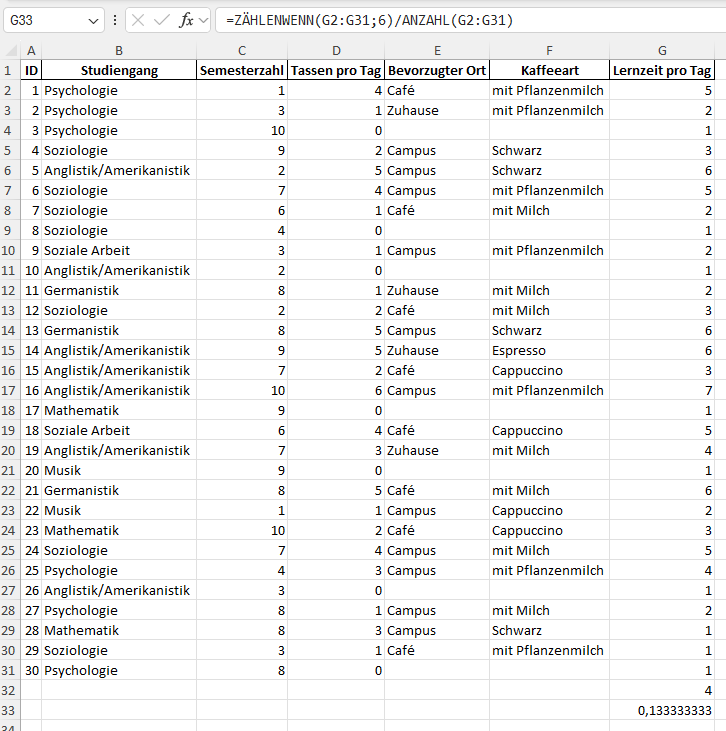 G33 fx =ZÄHLENWENN(G2:G31;6)/ANZAHL(G2:G31)
A B C D E F G
1 ID Studiengang Semesterzahl Tassen pro Tag Bevorzugter Ort Kaffeeart Lernzeit pro Tag
2 1 Psychologie 1 4 Café mit Pflanzenmilch 5
3 2 Psychologie 3 1 Zuhause mit Pflanzenmilch 2
4 3 Psychologie 10 0 1
5 4 Soziologie 9 2 Campus Schwarz 3
6 5 Anglistik/Amerikanistik 2 5 Campus Schwarz 6
7 6 Soziologie 7 4 Campus mit Pflanzenmilch 5
8 7 Soziologie 6 1 Café mit Milch 2
9 8 Soziologie 4 0 1
10 9 Soziale Arbeit 3 1 Campus mit Pflanzenmilch 2
11 10 Anglistik/Amerikanistik 2 0 1
12 11 Germanistik 8 1 Zuhause mit Milch 2
13 12 Soziologie 2 2 Café mit Milch 3
14 13 Germanistik 8 5 Campus Schwarz 6
15 14 Anglistik/Amerikanistik 9 5 Zuhause Espresso 6
16 15 Anglistik/Amerikanistik 7 2 Café Cappuccino 3
17 16 Anglistik/Amerikanistik 10 6 Campus mit Pflanzenmilch 7
18 17 Mathematik 9 0 1
19 18 Soziale Arbeit 6 4 Café Cappuccino 5
20 19 Anglistik/Amerikanistik 7 3 Zuhause mit Milch 4
21 20 Musik 9 0 1
22 21 Germanistik 8 5 Café mit Milch 6
23 22 Musik 1 1 Campus Cappuccino 2
24 23 Mathematik 10 2 Café Cappuccino 3
25 24 Soziologie 7 4 Campus mit Milch 5
26 25 Psychologie 4 3 Campus mit Pflanzenmilch 4
27 26 Anglistik/Amerikanistik 3 0 1
28 27 Psychologie 8 1 Campus mit Milch 2
29 28 Mathematik 8 3 Campus Schwarz 1
30 29 Soziologie 3 1 Café mit Pflanzenmilch 1
31 30 Psychologie 8 0 1
32 4
33 0,133333333
34